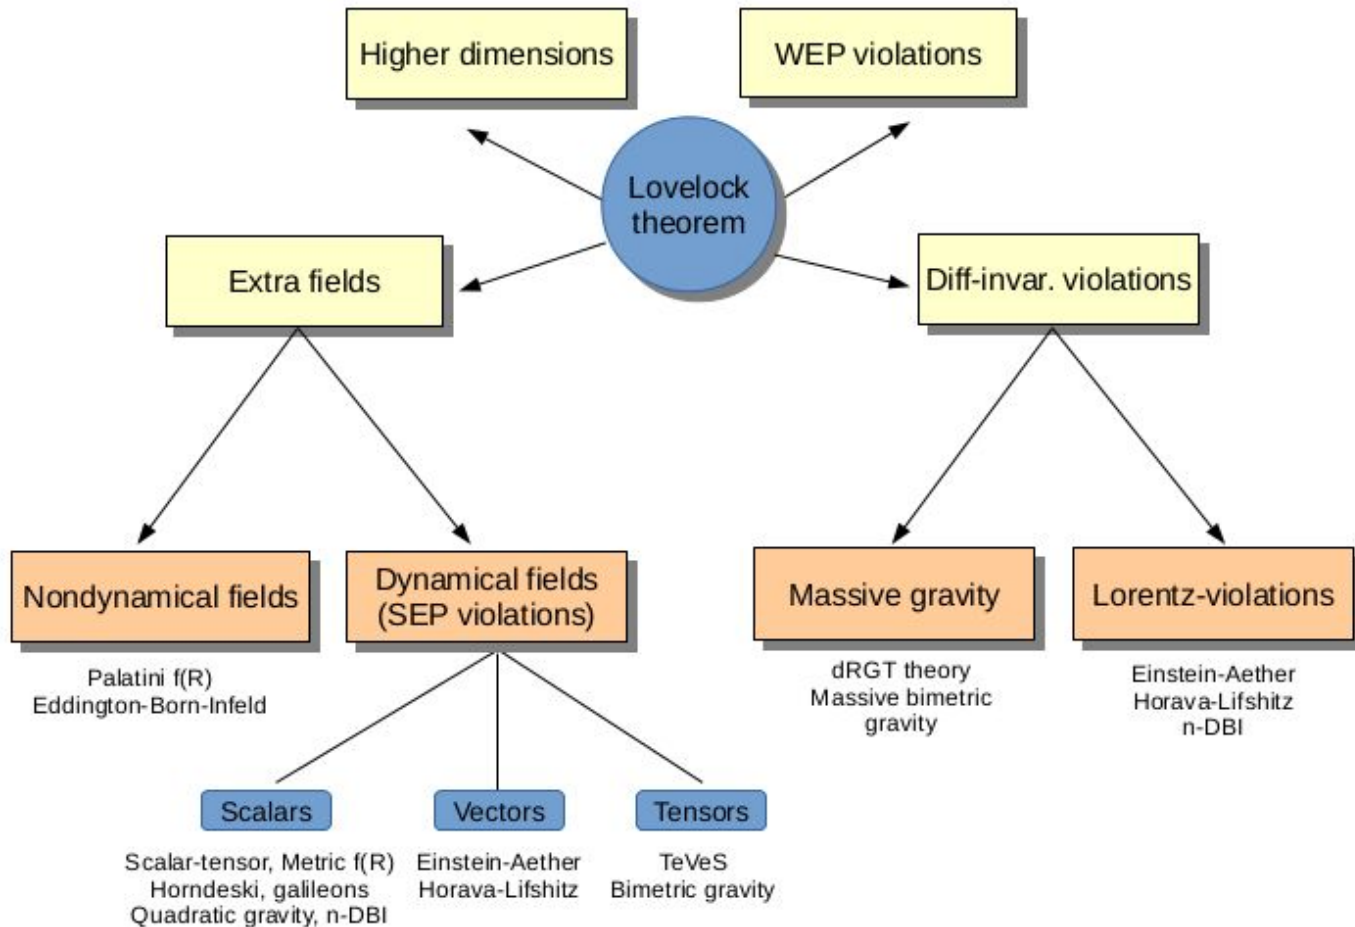 Higher dimensions
WEP violations
Lovelock
theorem
Extra fields
Diff-invar. violations
Nondynamical fields
Dynamical fields
(SEP violations)
Massive gravity
Lorentz-violations
Palatini f(R)
Eddington-Born-Infeld
dRGT theory
Massive bimetric
gravity
Einstein-Aether
Horava-Lifshitz
n-DBI
Scalars
Vectors
Tensors
Scalar-tensor, Metric f(R)
Horndeski, galileons
Quadratic gravity, n-DBI
Einstein-Aether
Horava-Lifshitz
TeVeS
Bimetric gravity